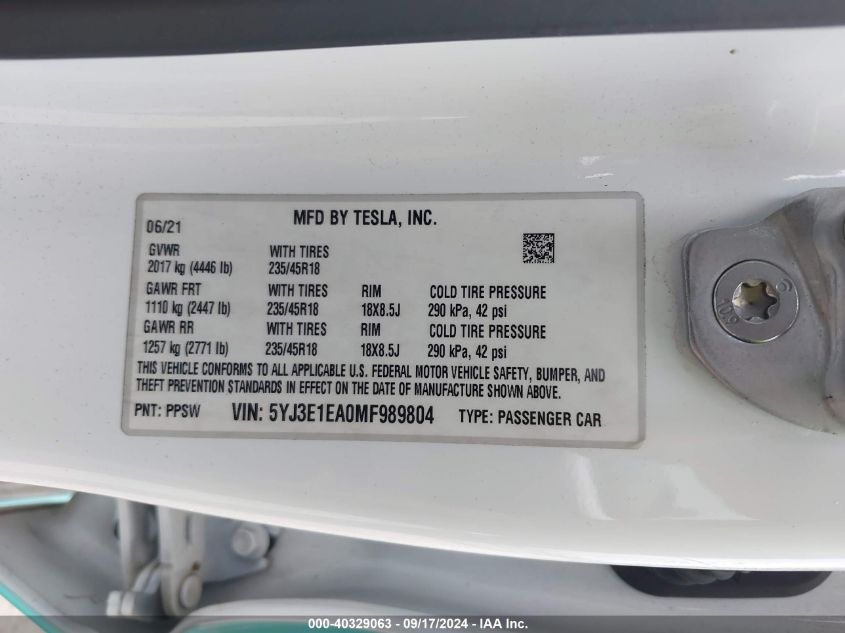 06/21 MFD BY TESLA, INC.
GVWR WITH TIRES
2017 kg (4446 lb) 235/45R18
GAWR FRT WITH TIRES RIM COLD TIRE PRESSURE
1110 kg (2447 lb) 235/45R18 18X8.5J 290 kPa, 42 psi
GAWR RR WITH TIRES RIM COLD TIRE PRESSURE
1257 kg (2771 lb) 235/45R18 18X8.5J 290 kPa, 42 psi
THIS VEHICLE CONFORMS TO ALL APPLICABLE U.S. FEDERAL MOTOR VEHICLE SAFETY, BUMPER, AND
THEFT PREVENTION STANDARDS IN EFFECT ON THE DATE OF MANUFACTURE SHOWN ABOVE.
PNT: PPSW VIN: 5YJ3E1EA0MF989804 TYPE: PASSENGER CAR
10.9
000-40329063 - 09/17/2024 - IAA Inc.